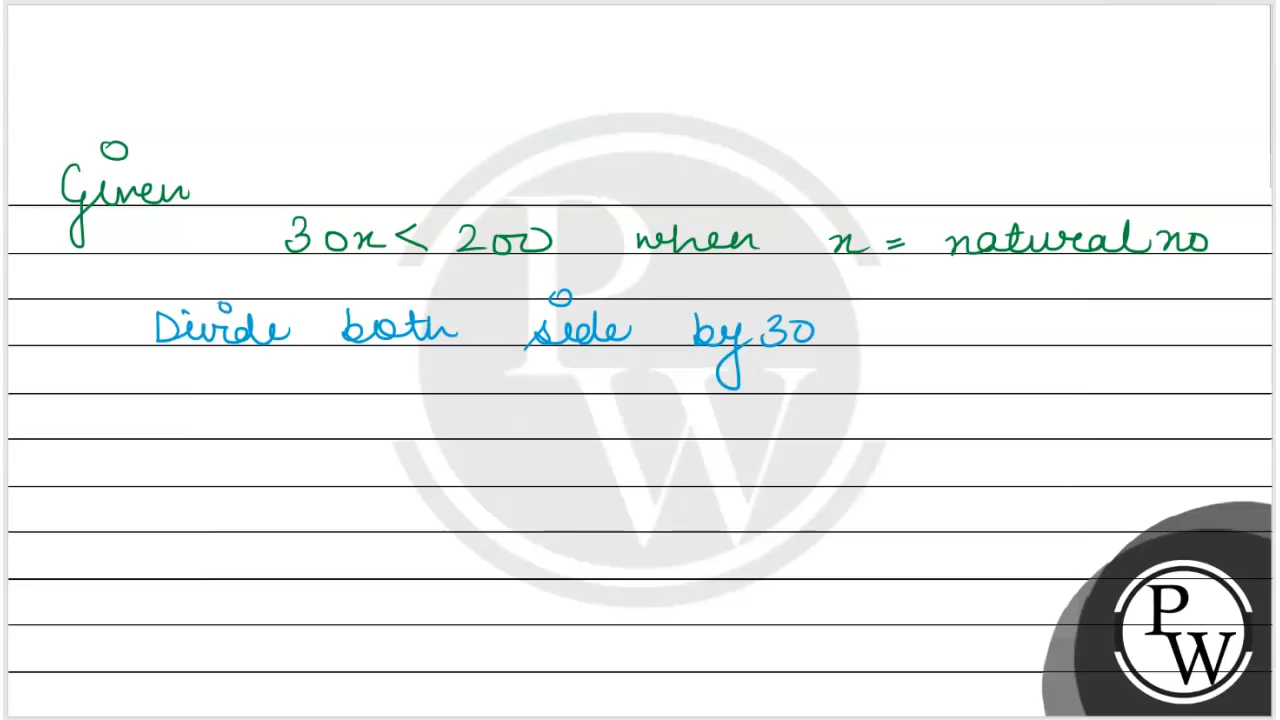 Given
30x < 200 when x = natural no
Divide both side by 30
P
W
P
W